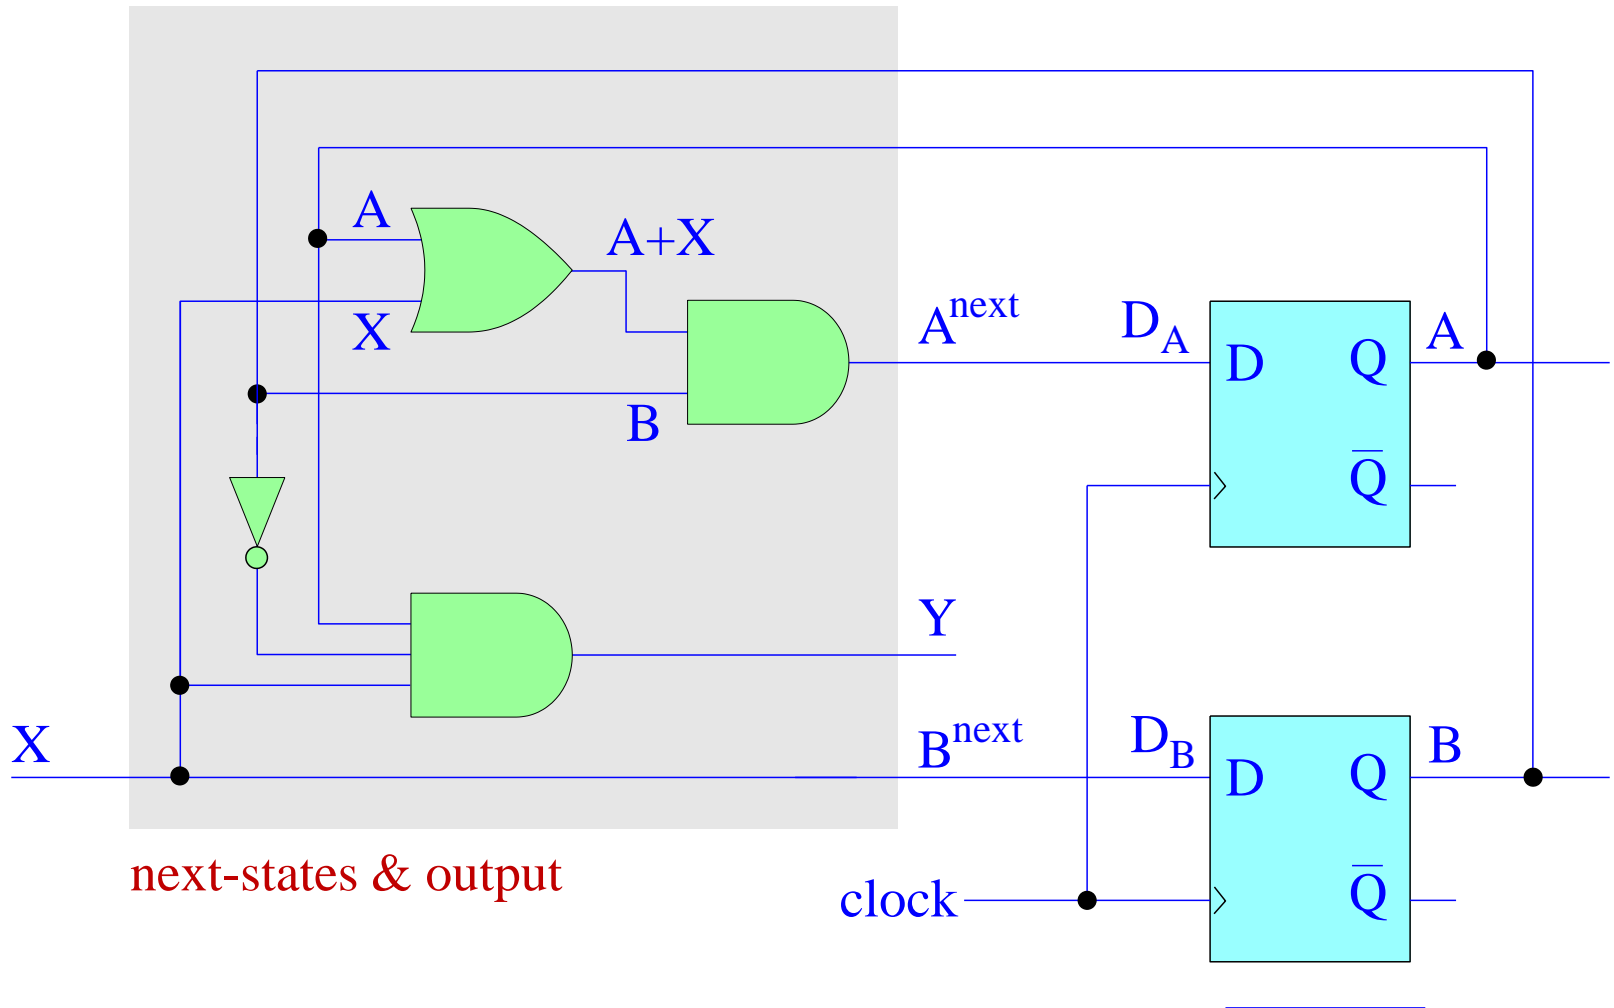 A
A+X
X
A^next
D_A
D
Q
A
B
Q̅
Y
X
B^next
D_B
D
Q
B
next-states & output
clock
Q̅